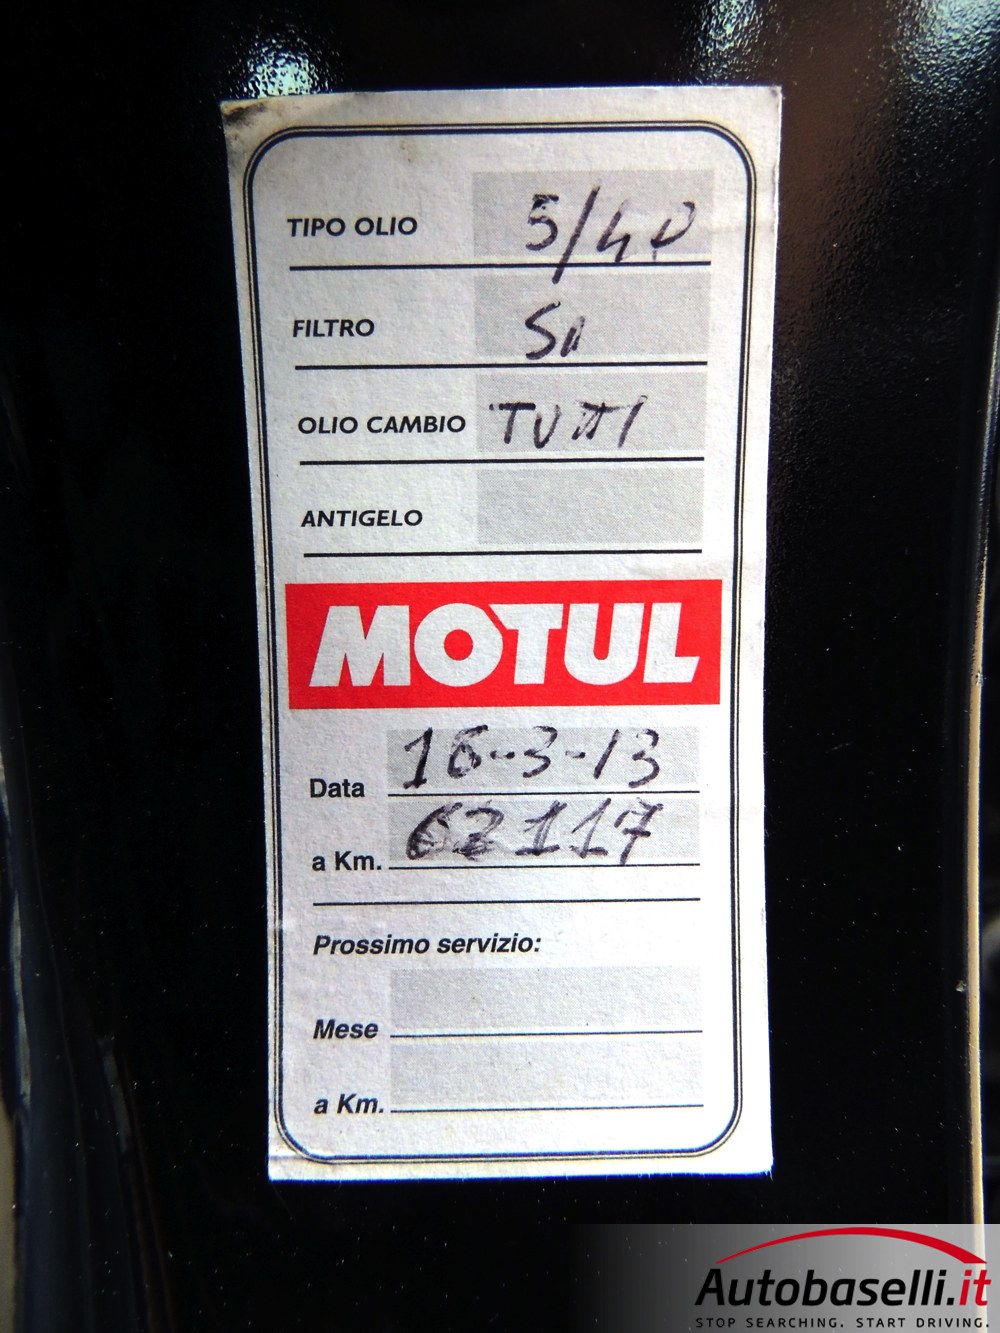 TIPO OLIO 5/40
FILTRO Si
OLIO CAMBIO TUTTI
ANTIGELO
MOTUL
Data 16-3-13
a Km. 62117
Prossimo servizio:
Mese
a Km.
Autobaselli.it
STOP SEARCHING. START DRIVING.